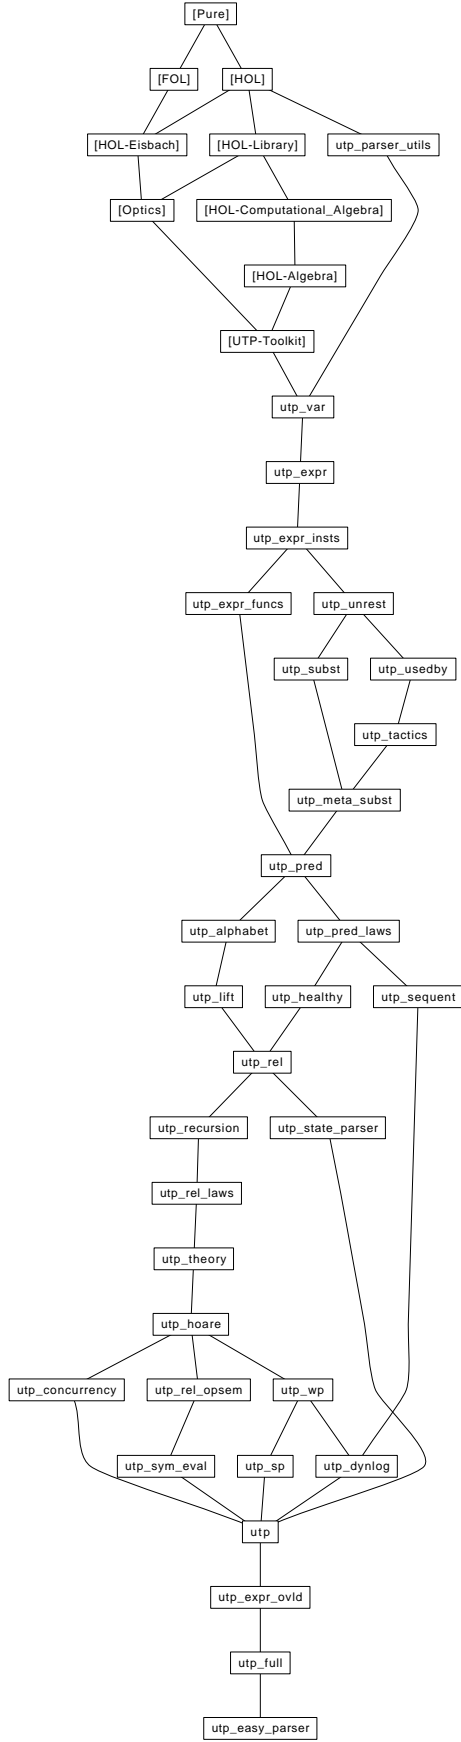 [Pure]
[FOL]
[HOL]
[HOL-Eisbach]
[HOL-Library]
utp_parser_utils
[Optics]
[HOL-Computational_Algebra]
[HOL-Algebra]
[UTP-Toolkit]
utp_var
utp_expr
utp_expr_insts
utp_expr_funcs
utp_unrest
utp_subst
utp_usedby
utp_tactics
utp_meta_subst
utp_pred
utp_alphabet
utp_pred_laws
utp_lift
utp_healthy
utp_sequent
utp_rel
utp_recursion
utp_state_parser
utp_rel_laws
utp_theory
utp_hoare
utp_concurrency
utp_rel_opsem
utp_wp
utp_sym_eval
utp_sp
utp_dynlog
utp
utp_expr_ovld
utp_full
utp_easy_parser